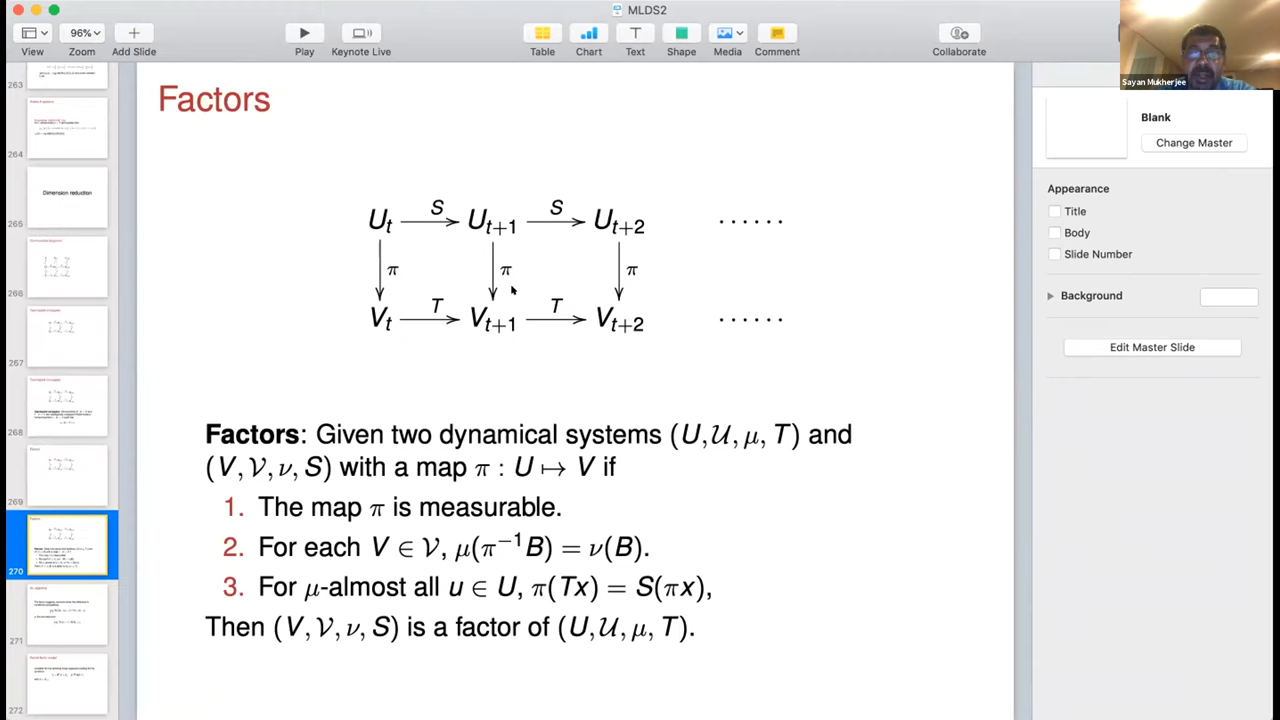 MLDS2
96%
View
Zoom
Add Slide
Play
Keynote Live
Table
Chart
Text
Shape
Media
Comment
Collaborate
Sayan Mukherjee
263
264
Dimension reduction
265
266
267
268
269
270
271
272
Factors
U_t S U_{t+1} S U_{t+2} ······
π π π
V_t T V_{t+1} T V_{t+2} ······
Factors: Given two dynamical systems (U, 𝒰, μ, T) and
(V, 𝒱, ν, S) with a map π : U ↦ V if
1. The map π is measurable.
2. For each V ∈ 𝒱, μ(π⁻¹B) = ν(B).
3. For μ-almost all u ∈ U, π(Tx) = S(πx),
Then (V, 𝒱, ν, S) is a factor of (U, 𝒰, μ, T).
Blank
Change Master
Appearance
Title
Body
Slide Number
Background
Edit Master Slide